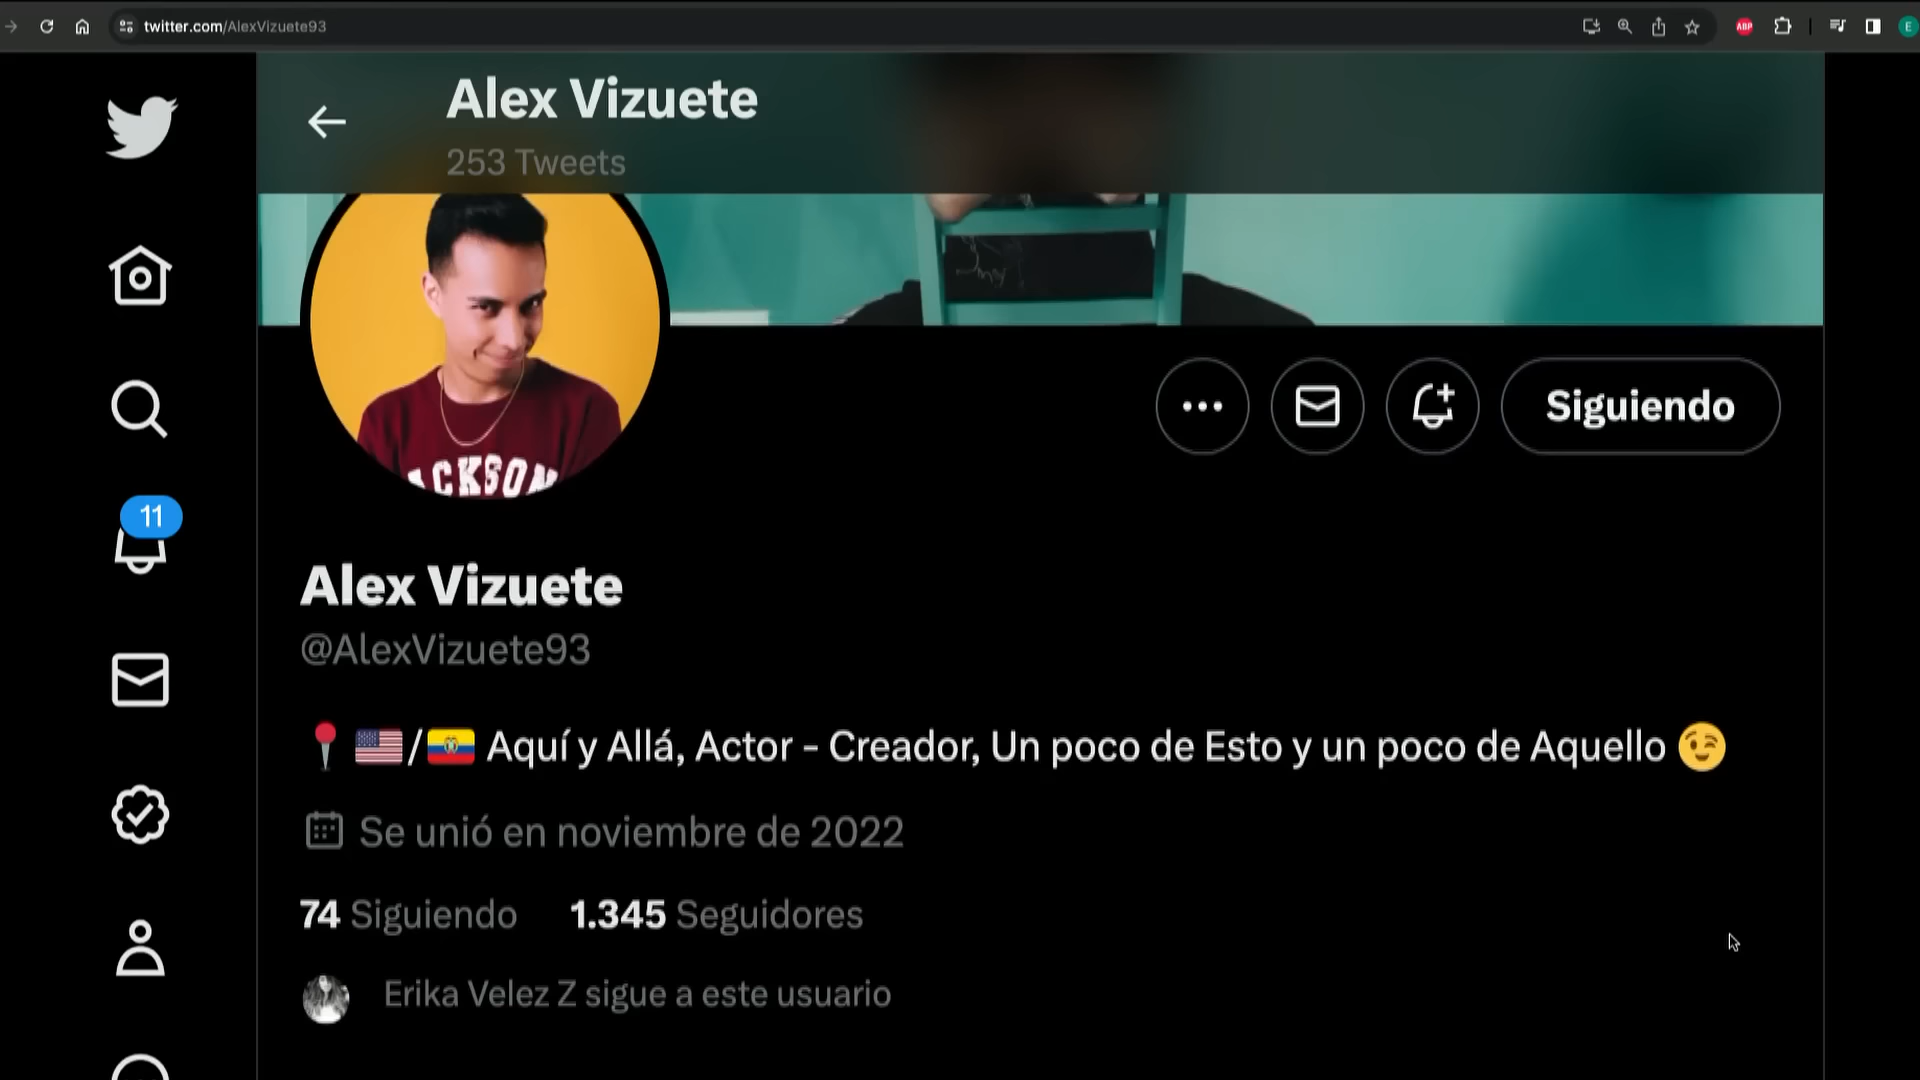 twitter.com/AlexVizuete93
ABP
E
Alex Vizuete
253 Tweets
ACKSON
Siguiendo
11
Alex Vizuete
@AlexVizuete93
📍🇺🇸/🇪🇨 Aquí y Allá, Actor - Creador, Un poco de Esto y un poco de Aquello 😉
Se unió en noviembre de 2022
74 Siguiendo 1.345 Seguidores
Erika Velez Z sigue a este usuario